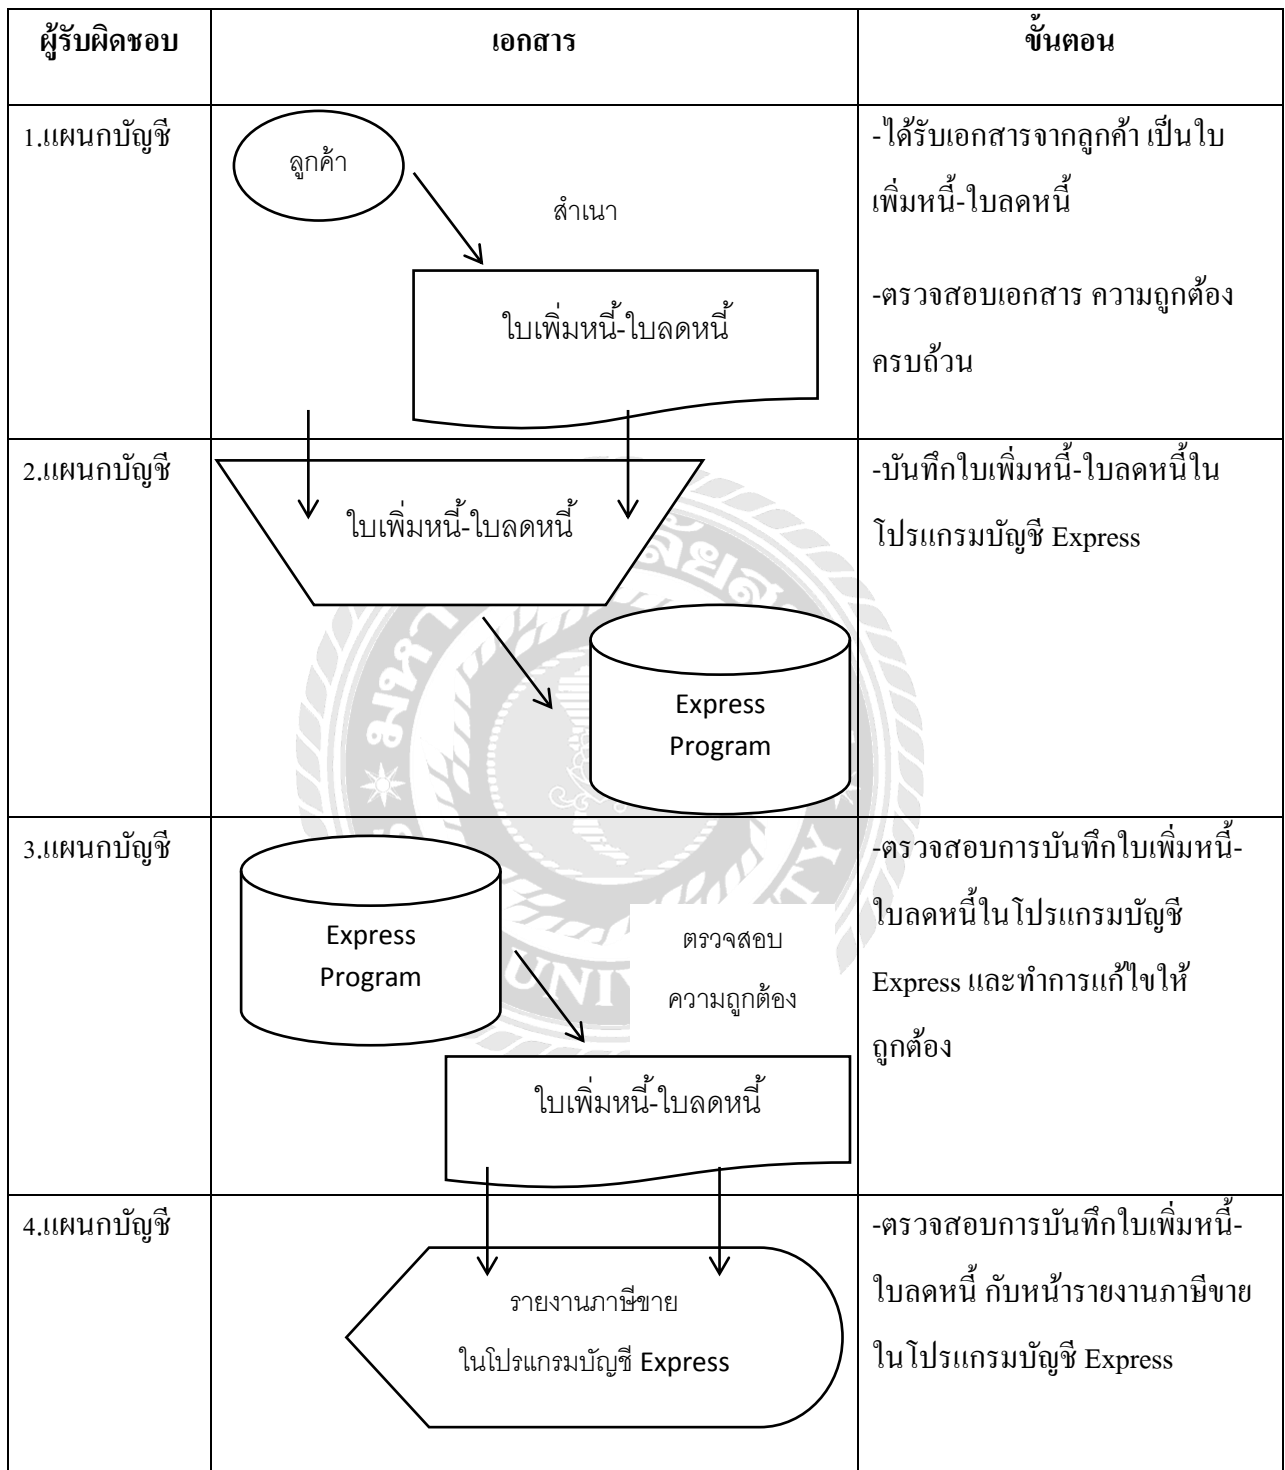 ผู้รับผิดชอบ
เอกสาร
ขั้นตอน
1.แผนกบัญชี
ลูกค้า
สำเนา
ใบเพิ่มหนี้-ใบลดหนี้
-ได้รับเอกสารจากลูกค้า เป็นใบ
เพิ่มหนี้-ใบลดหนี้
-ตรวจสอบเอกสาร ความถูกต้อง
ครบถ้วน
2.แผนกบัญชี
ใบเพิ่มหนี้-ใบลดหนี้
Express
Program
-บันทึกใบเพิ่มหนี้-ใบลดหนี้ใน
โปรแกรมบัญชี Express
3.แผนกบัญชี
Express
Program
ตรวจสอบ
ความถูกต้อง
ใบเพิ่มหนี้-ใบลดหนี้
-ตรวจสอบการบันทึกใบเพิ่มหนี้-
ใบลดหนี้ในโปรแกรมบัญชี
Express และทำการแก้ไขให้
ถูกต้อง
4.แผนกบัญชี
รายงานภาษีขาย
ในโปรแกรมบัญชี Express
-ตรวจสอบการบันทึกใบเพิ่มหนี้-
ใบลดหนี้ กับหน้ารายงานภาษีขาย
ในโปรแกรมบัญชี Express